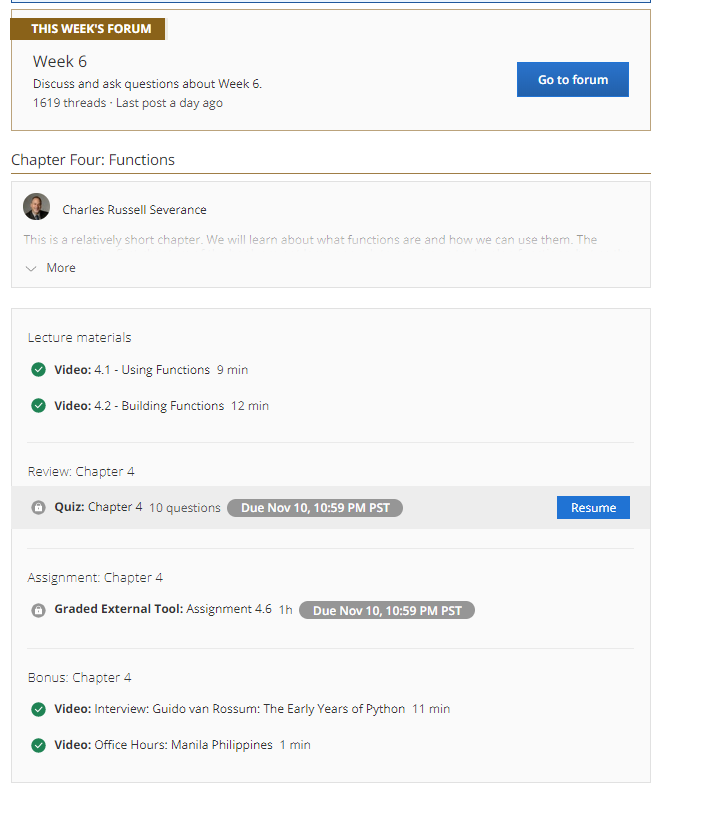 THIS WEEK'S FORUM
Week 6
Discuss and ask questions about Week 6.
1619 threads · Last post a day ago
Go to forum
Chapter Four: Functions
Charles Russell Severance
This is a relatively short chapter. We will learn about what functions are and how we can use them. The
More
Lecture materials
Video: 4.1 - Using Functions 9 min
Video: 4.2 - Building Functions 12 min
Review: Chapter 4
Quiz: Chapter 4 10 questions Due Nov 10, 10:59 PM PST Resume
Assignment: Chapter 4
Graded External Tool: Assignment 4.6 1h Due Nov 10, 10:59 PM PST
Bonus: Chapter 4
Video: Interview: Guido van Rossum: The Early Years of Python 11 min
Video: Office Hours: Manila Philippines 1 min